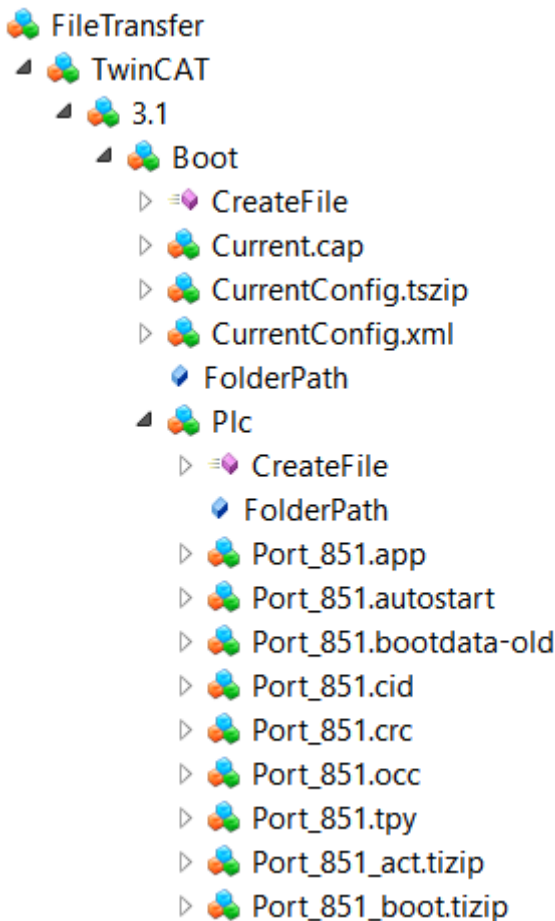 FileTransfer
TwinCAT
3.1
Boot
CreateFile
Current.cap
CurrentConfig.tszip
CurrentConfig.xml
FolderPath
Plc
CreateFile
FolderPath
Port_851.app
Port_851.autostart
Port_851.bootdata-old
Port_851.cid
Port_851.crc
Port_851.occ
Port_851.tpy
Port_851_act.tizip
Port_851_boot.tizip